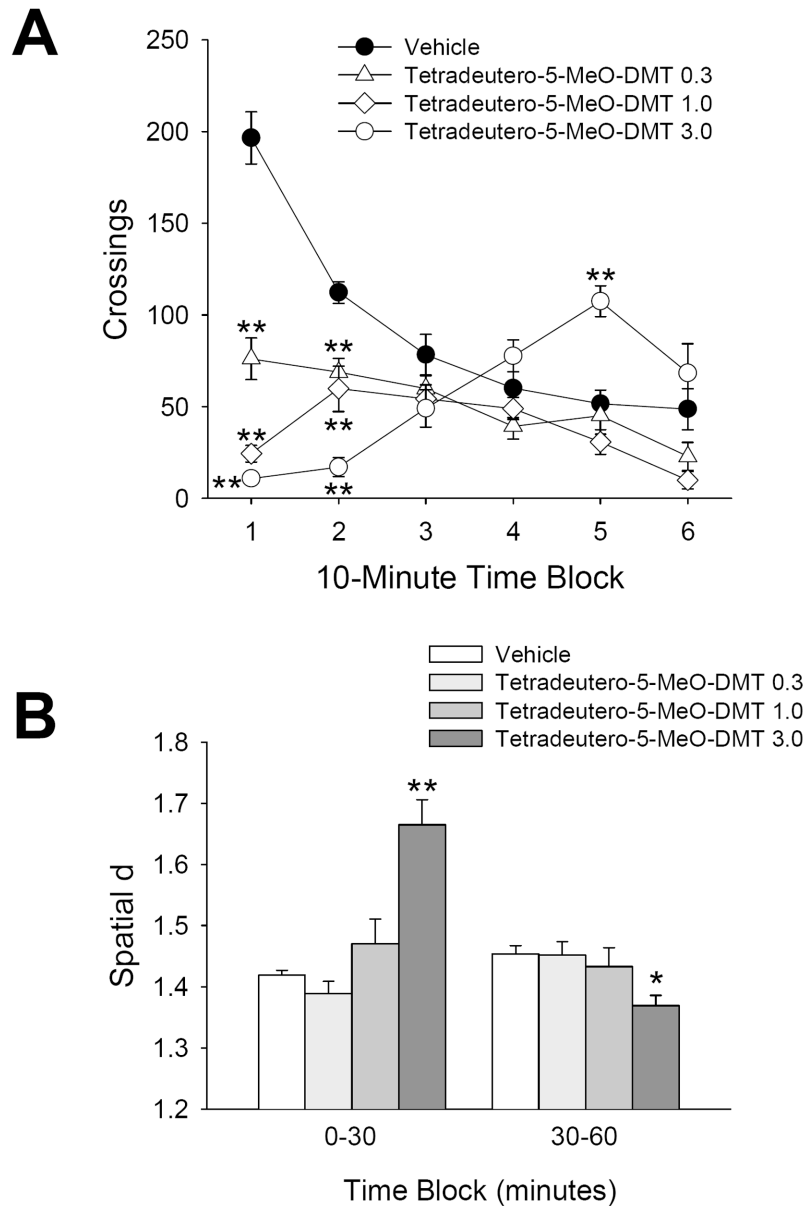 A
250
200
150
100
50
0
Crossings
Vehicle
Tetradeutero-5-MeO-DMT 0.3
Tetradeutero-5-MeO-DMT 1.0
Tetradeutero-5-MeO-DMT 3.0
**
**
**
**
**
**
**
1 2 3 4 5 6
10-Minute Time Block
B
Vehicle
Tetradeutero-5-MeO-DMT 0.3
Tetradeutero-5-MeO-DMT 1.0
Tetradeutero-5-MeO-DMT 3.0
1.8
1.7
1.6
1.5
1.4
1.3
1.2
Spatial d
**
*
0-30 30-60
Time Block (minutes)